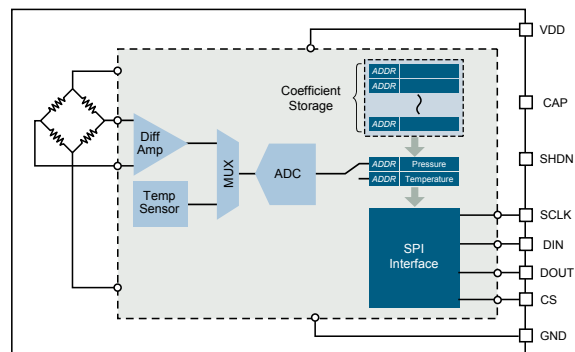 VDD
CAP
SHDN
SCLK
DIN
DOUT
CS
GND
Coefficient
Storage
ADDR
ADDR
ADDR
Diff
Amp
Temp
Sensor
MUX
ADC
ADDR Pressure
ADDR Temperature
SPI
Interface